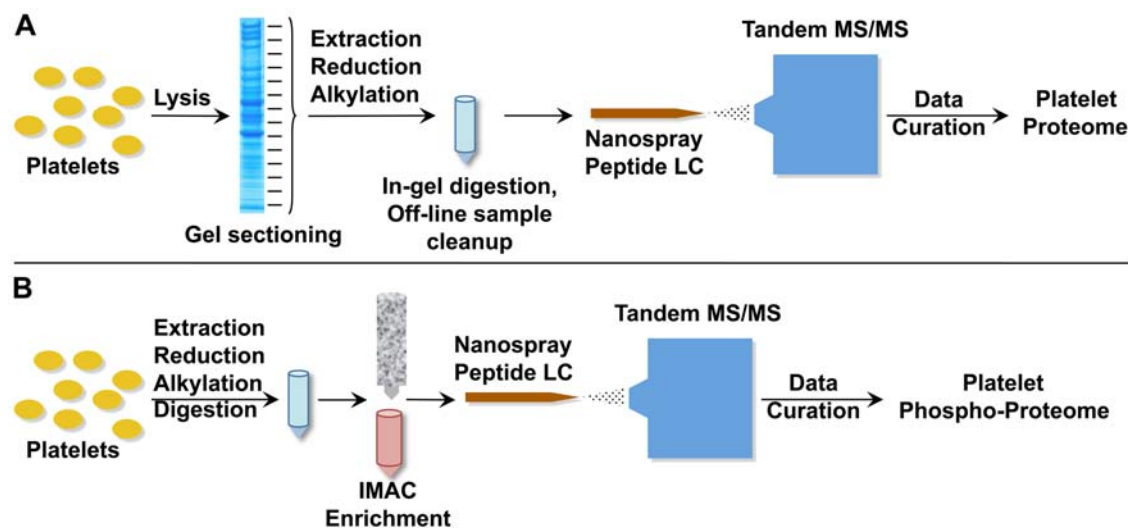 A
Platelets
Lysis
Gel sectioning
Extraction
Reduction
Alkylation
In-gel digestion,
Off-line sample
cleanup
Nanospray
Peptide LC
Tandem MS/MS
Data
Curation
Platelet
Proteome
B
Platelets
Extraction
Reduction
Alkylation
Digestion
IMAC
Enrichment
Nanospray
Peptide LC
Tandem MS/MS
Data
Curation
Platelet
Phospho-Proteome